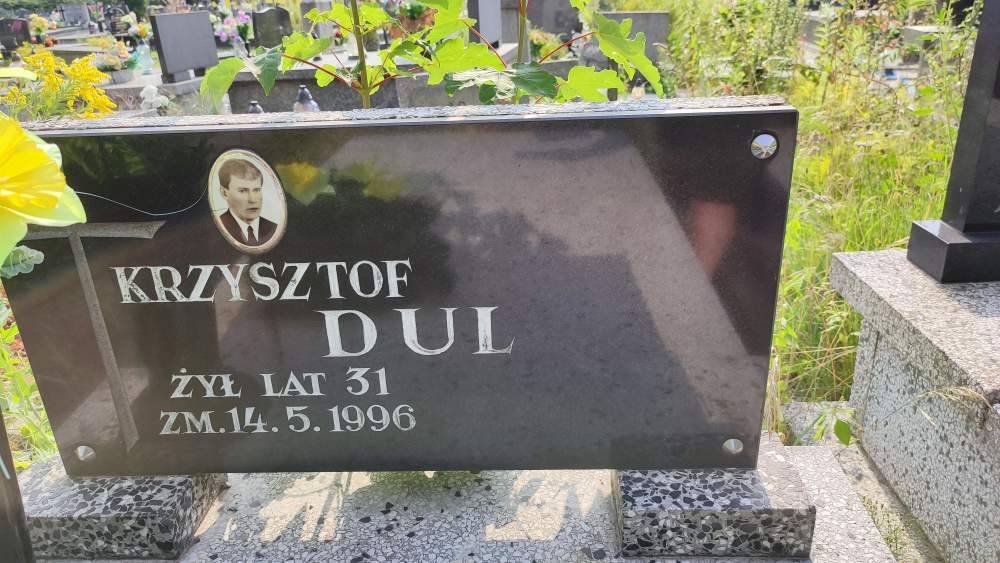 KRZYSZTOF
DUL
ŻYŁ LAT 31
ZM.14.5.1996